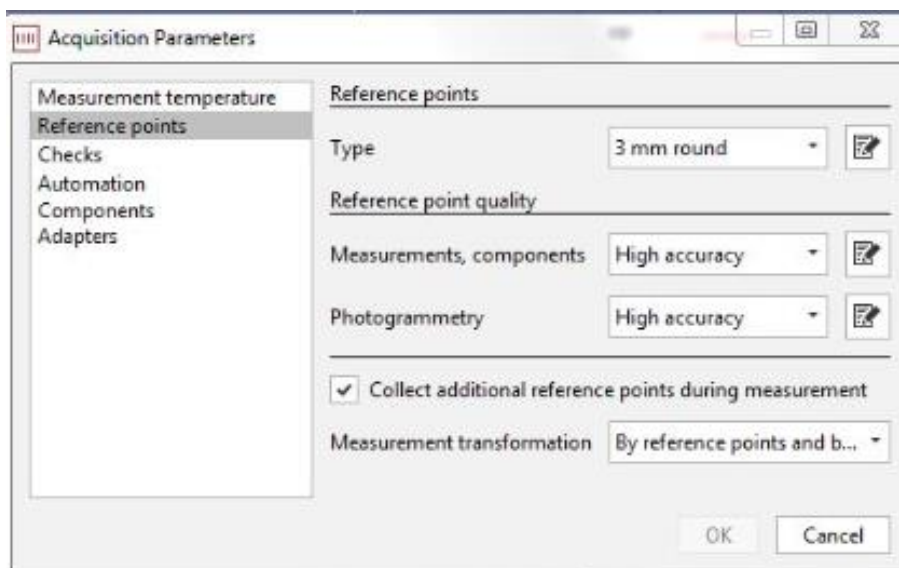 Acquisition Parameters
Measurement temperature
Reference points
Checks
Automation
Components
Adapters
Reference points
Type 3 mm round
Reference point quality
Measurements, components High accuracy
Photogrammetry High accuracy
Collect additional reference points during measurement
Measurement transformation By reference points and b...
OK Cancel